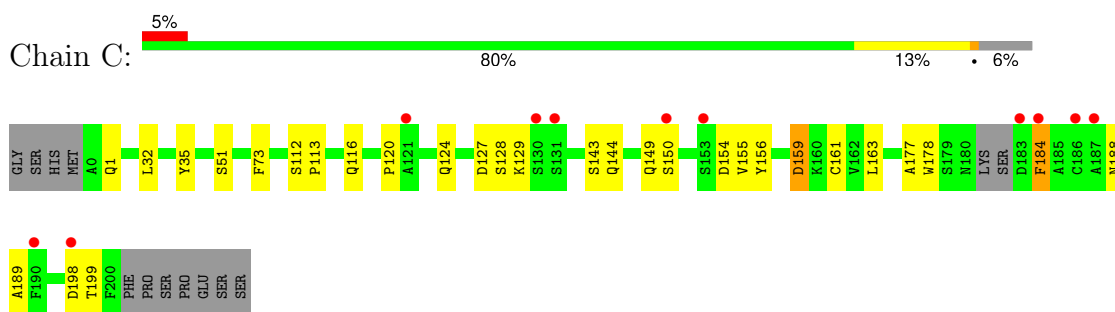 5%
Chain C:
80% 13% • 6%
GLY SER HIS MET A0 Q1 L32 Y35 S51 F73 S112 P113 Q116 P120 A121 Q124 D127 S128 K129 S130 S131 S143 Q144 Q149 S150 S153 D154 V155 Y156 D159 K160 C161 V162 L163 A177 W178 S179 N180 LYS SER D183 F184 A185 C186 A187 N188
A189 F190 D198 T199 F200 PHE PRO SER PRO GLU SER SER